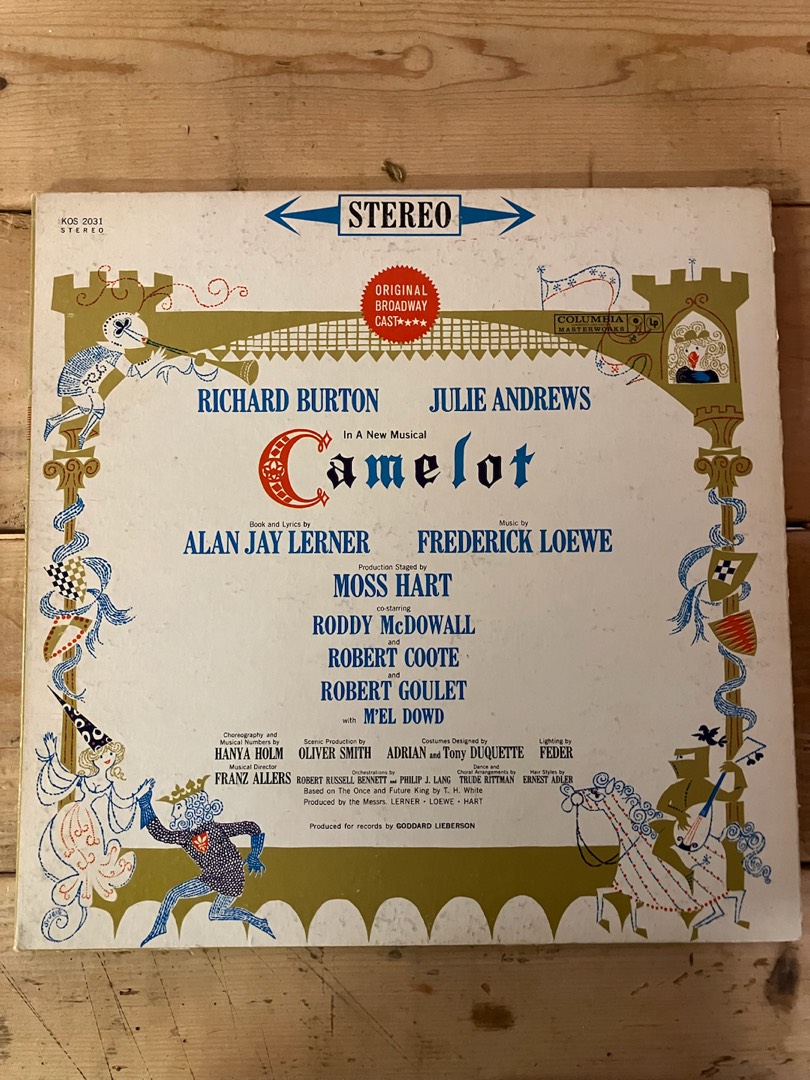 STEREO
KOS 2031
STEREO
ORIGINAL
BROADWAY
CAST★★★★
COLUMBIA
MASTERWORKS
LP
RICHARD BURTON JULIE ANDREWS
In A New Musical
Camelot
Book and Lyrics by Music by
ALAN JAY LERNER FREDERICK LOEWE
Production Staged by
MOSS HART
co-starring
RODDY McDOWALL
and
ROBERT COOTE
and
ROBERT GOULET
with M'EL DOWD
Choreography and
Musical Numbers by
HANYA HOLM
Scenic Production by
OLIVER SMITH
Costumes Designed by
ADRIAN and Tony DUQUETTE
Lighting by
FEDER
Musical Director
FRANZ ALLERS
Orchestrations by
ROBERT RUSSELL BENNETT and PHILIP J. LANG
Dance and
Choral Arrangements by
TRUDE RITTMAN
Hair Styles by
ERNEST ADLER
Based on The Once and Future King by T. H. White
Produced by the Messrs. LERNER • LOEWE • HART
Produced for records by GODDARD LIEBERSON